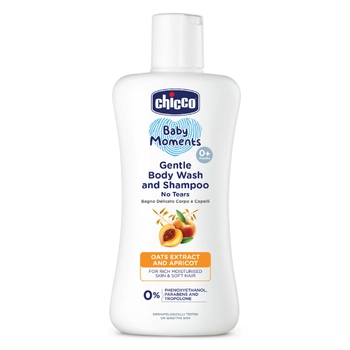 chicco
Baby
Moments
0+
months
Gentle
Body Wash
and Shampoo
No Tears
Bagno Delicato Corpo e Capelli
OATS EXTRACT
AND APRICOT
FOR RICH MOISTURISED
SKIN & SOFT HAIR
0% PHENOXYETHANOL,
PARABENS AND
TROPOLONE
DERMATOLOGICALLY TESTED
ON SENSITIVE SKIN